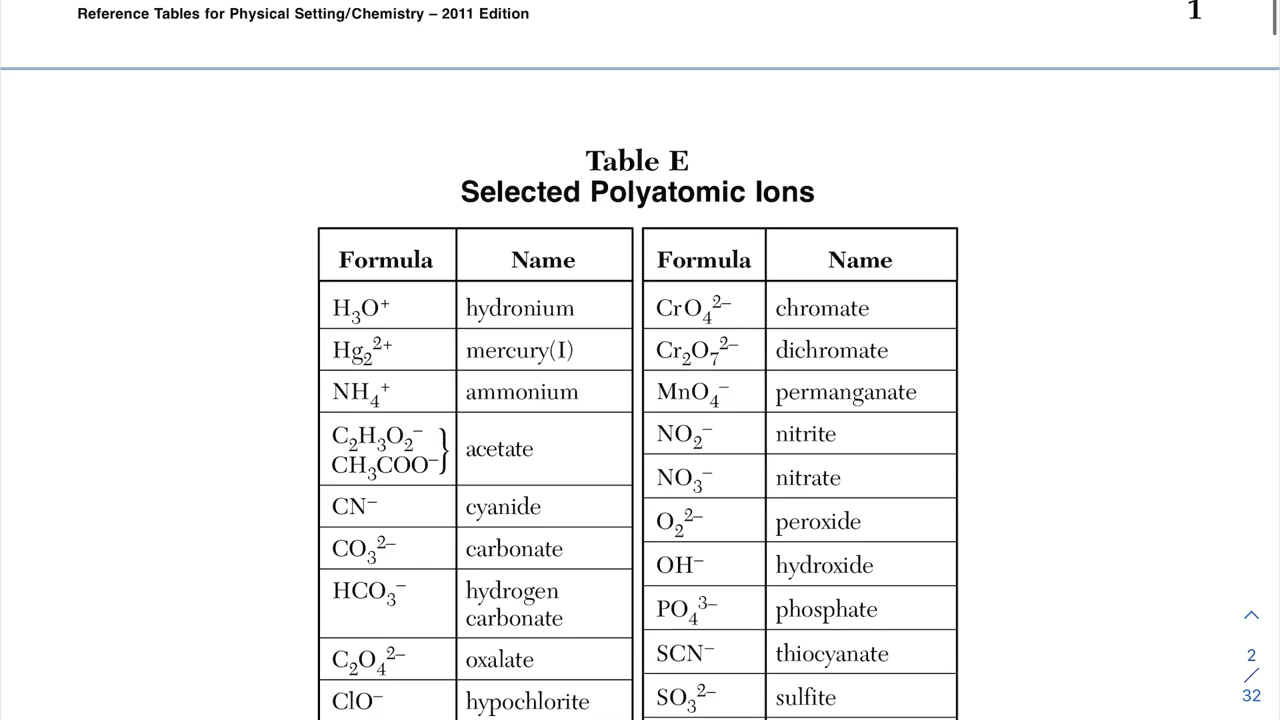 Reference Tables for Physical Setting/Chemistry – 2011 Edition
1
Table E
Selected Polyatomic Ions
Formula Name Formula Name
H₃O⁺ hydronium CrO₄²⁻ chromate
Hg₂²⁺ mercury(I) Cr₂O₇²⁻ dichromate
NH₄⁺ ammonium MnO₄⁻ permanganate
C₂H₃O₂⁻
CH₃COO⁻ } acetate NO₂⁻ nitrite
NO₃⁻ nitrate
CN⁻ cyanide O₂²⁻ peroxide
CO₃²⁻ carbonate OH⁻ hydroxide
HCO₃⁻ hydrogen
carbonate PO₄³⁻ phosphate
C₂O₄²⁻ oxalate SCN⁻ thiocyanate
ClO⁻ hypochlorite SO₃²⁻ sulfite
2
/
32